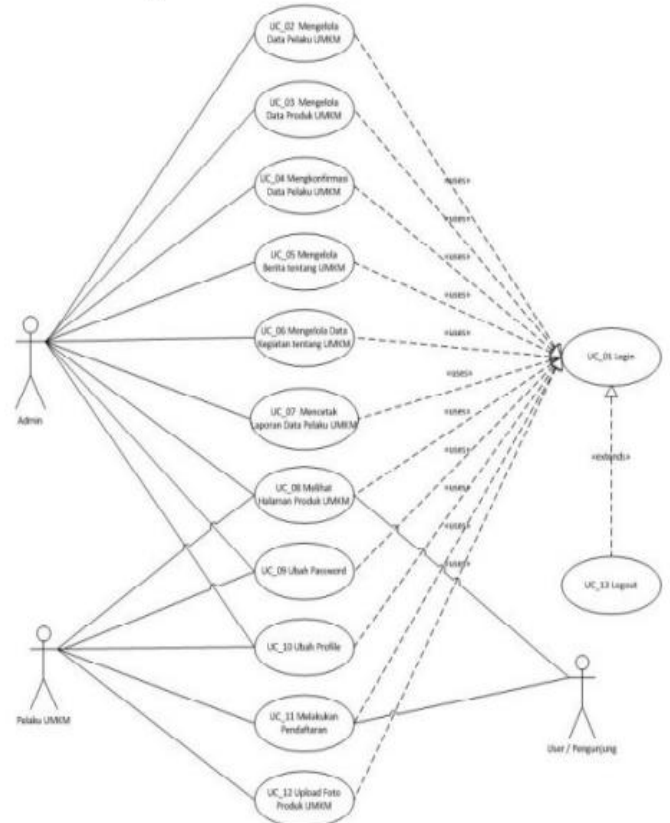 UC_02 Mengelola
Data Pelaku UMKM
UC_03 Mengelola
Data Produk UMKM
UC_04 Mengkonfirmasi
Data Pelaku UMKM
«uses»
«uses»
UC_05 Mengelola
Berita tentang UMKM
«uses»
«uses»
UC_06 Mengelola Data
Kegiatan tentang UMKM
«uses»
UC_01 Login
Admin
«uses»
UC_07 Mencetak
Laporan Data Pelaku UMKM
«uses»
«uses»
«extends»
UC_08 Melihat
Halaman Produk UMKM
«uses»
«uses»
UC_09 Ubah Password
«uses»
UC_13 Logout
UC_10 Ubah Profile
Pelaku UMKM
UC_11 Melakukan
Pendaftaran
User / Pengunjung
UC_12 Upload Foto
Produk UMKM